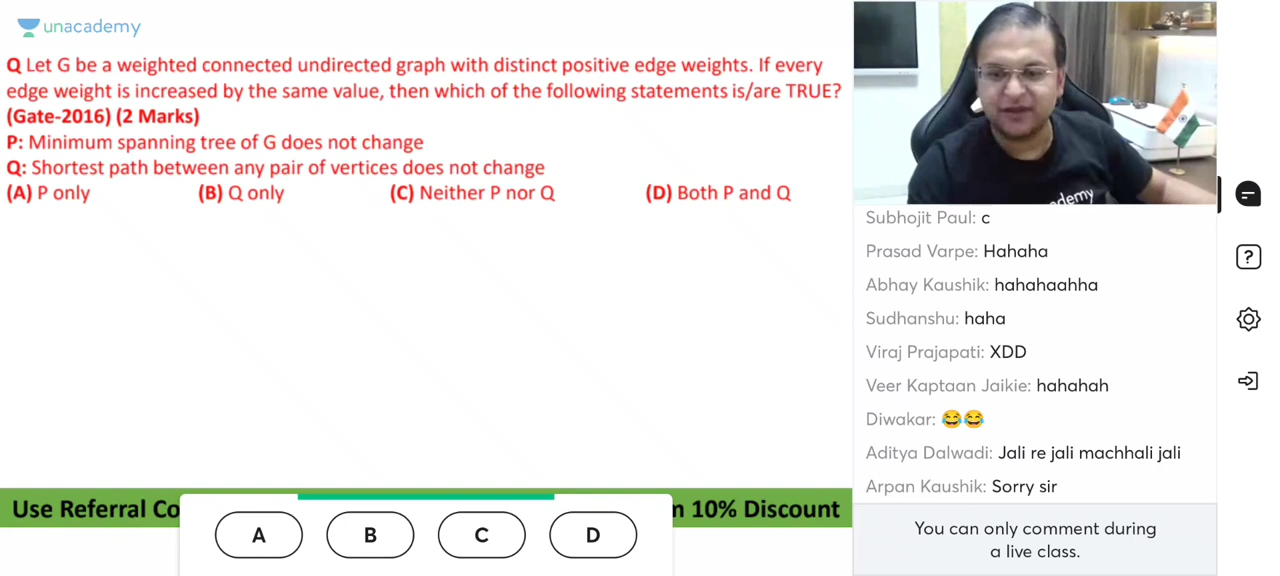 unacademy
Q Let G be a weighted connected undirected graph with distinct positive edge weights. If every
edge weight is increased by the same value, then which of the following statements is/are TRUE?
(Gate-2016) (2 Marks)
P: Minimum spanning tree of G does not change
Q: Shortest path between any pair of vertices does not change
(A) P only (B) Q only (C) Neither P nor Q (D) Both P and Q
ademy
Subhojit Paul: c
Prasad Varpe: Hahaha
Abhay Kaushik: hahahaahha
Sudhanshu: haha
Viraj Prajapati: XDD
Veer Kaptaan Jaikie: hahahah
Diwakar: 😂😂
Aditya Dalwadi: Jali re jali machhali jali
Arpan Kaushik: Sorry sir
You can only comment during
a live class.
Use Referral Co
10% Discount
A B C D
?